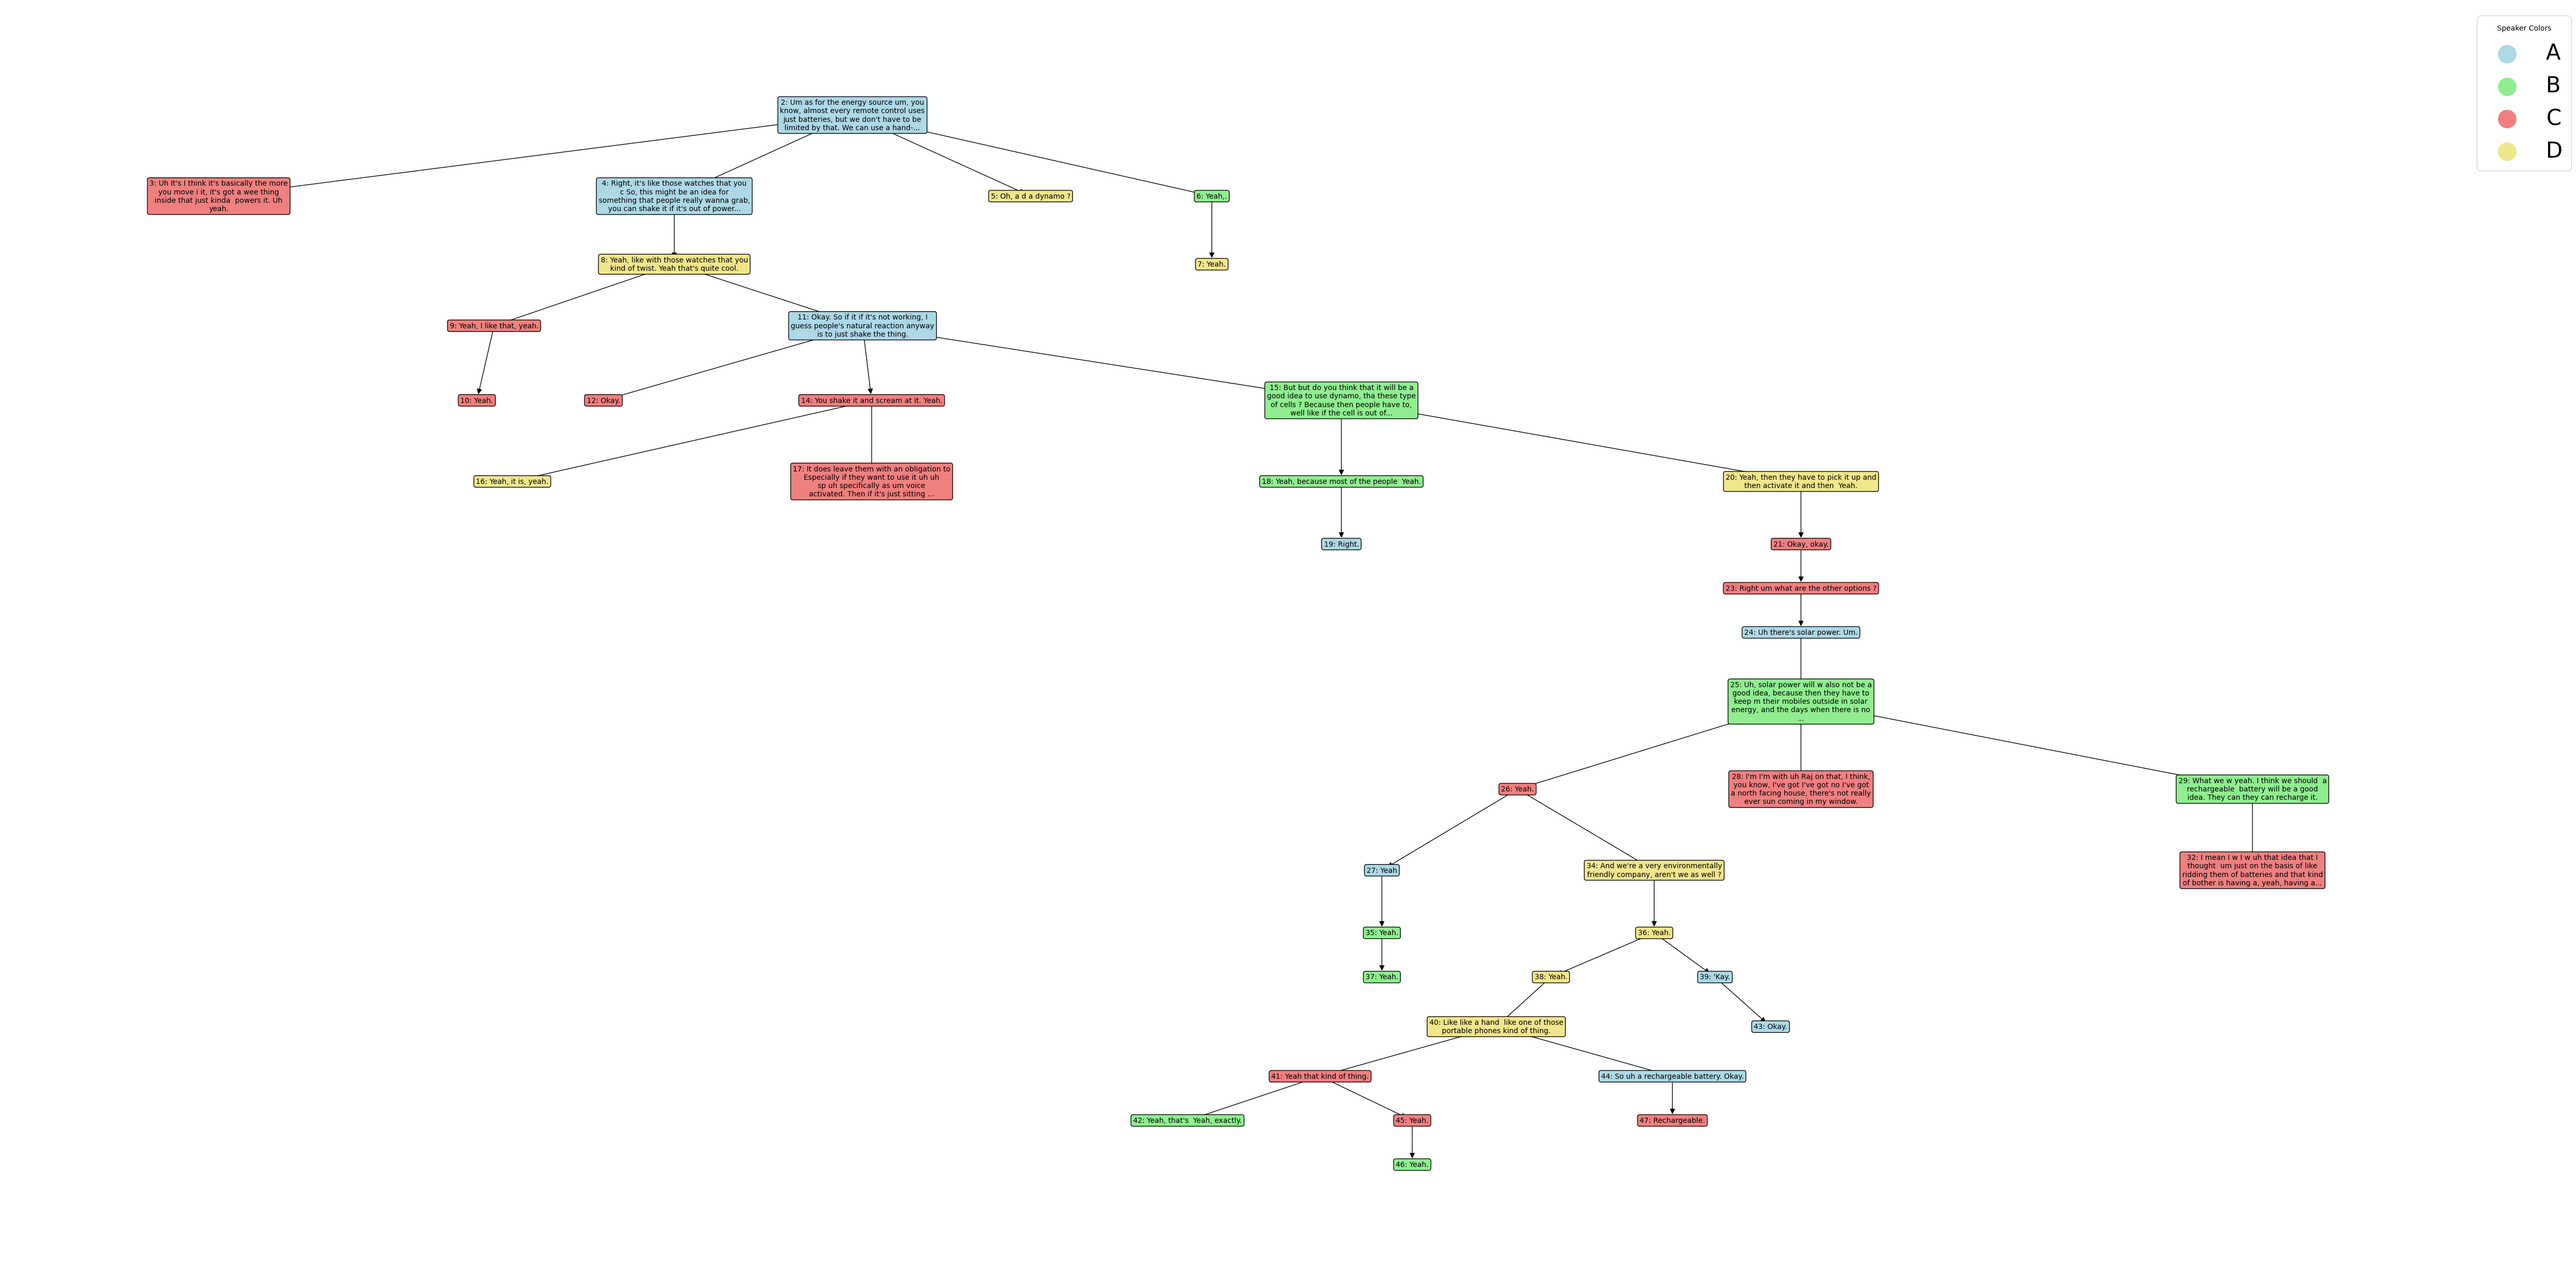 Speaker Colors
A
B
C
D
2: Um as for the energy source um, you
know, almost every remote control uses
just batteries, but we don't have to be
limited by that. We can use a hand-...
3: Uh It's I think it's basically the more
you move i it, it's got a wee thing
inside that just kinda  powers it. Uh
yeah.
4: Right, it's like those watches that you
c So, this might be an idea for
something that people really wanna grab,
you can shake it if it's out of power...
5: Oh, a d a dynamo ?
6: Yeah,.
8: Yeah, like with those watches that you
kind of twist. Yeah that's quite cool.
7: Yeah.
9: Yeah, I like that, yeah.
11: Okay. So if it if it's not working, I
guess people's natural reaction anyway
is to just shake the thing.
10: Yeah.
12: Okay.
14: You shake it and scream at it. Yeah.
15: But but do you think that it will be a
good idea to use dynamo, tha these type
of cells ? Because then people have to,
well like if the cell is out of...
16: Yeah, it is, yeah.
17: It does leave them with an obligation to
Especially if they want to use it uh uh
sp uh specifically as um voice
activated. Then if it's just sitting ...
18: Yeah, because most of the people  Yeah.
20: Yeah, then they have to pick it up and
then activate it and then  Yeah.
19: Right.
21: Okay, okay.
23: Right um what are the other options ?
24: Uh there's solar power. Um.
25: Uh, solar power will w also not be a
good idea, because then they have to
keep m their mobiles outside in solar
energy, and the days when there is no
...
26: Yeah.
28: I'm I'm with uh Raj on that, I think,
you know, I've got I've got no I've got
a north facing house, there's not really
ever sun coming in my window.
29: What we w yeah. I think we should  a
rechargeable  battery will be a good
idea. They can they can recharge it.
27: Yeah
34: And we're a very environmentally
friendly company, aren't we as well ?
32: I mean I w I w uh that idea that I
thought  um just on the basis of like
ridding them of batteries and that kind
of bother is having a, yeah, having a...
35: Yeah.
36: Yeah.
37: Yeah.
38: Yeah.
39: 'Kay.
40: Like like a hand  like one of those
portable phones kind of thing.
43: Okay.
41: Yeah that kind of thing.
44: So uh a rechargeable battery. Okay.
42: Yeah, that's  Yeah, exactly.
45: Yeah.
47: Rechargeable.
46: Yeah.